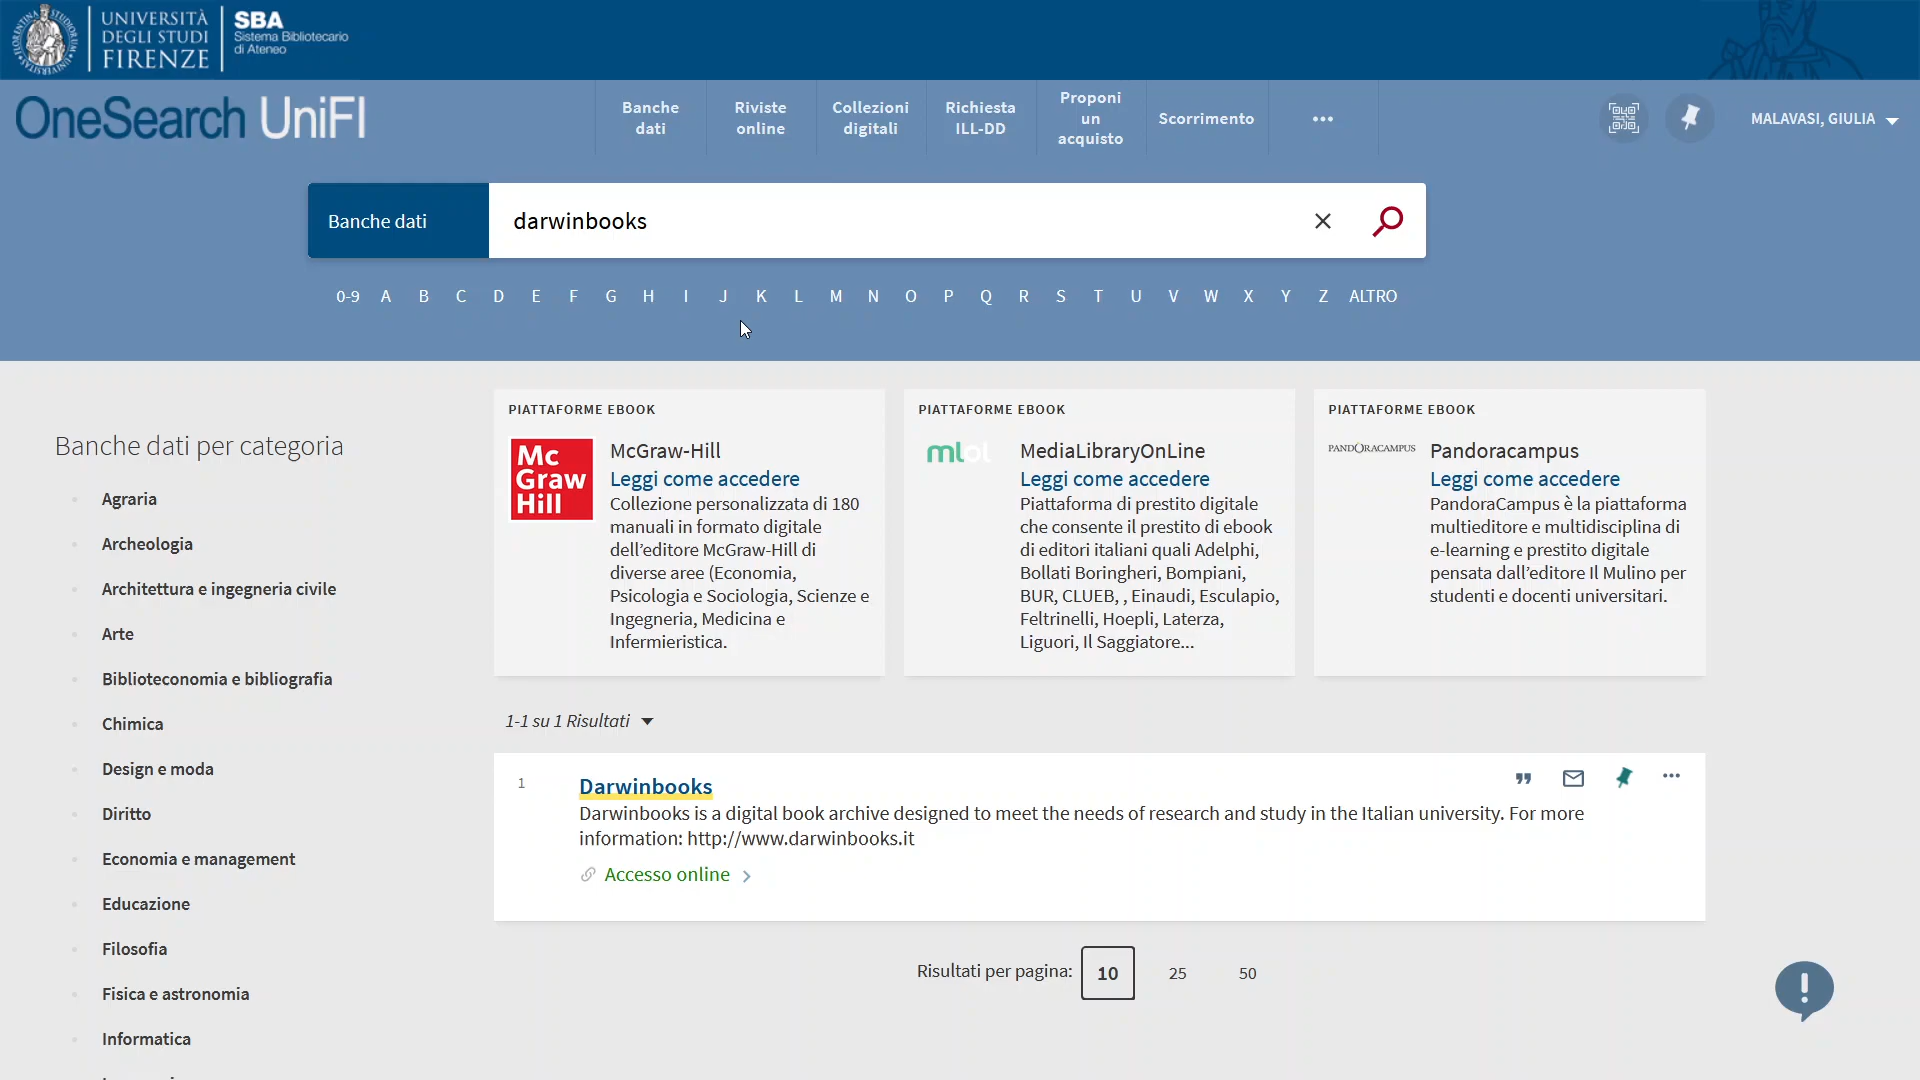 UNIVERSITÀ
DEGLI STUDI
FIRENZE
SBA
Sistema Bibliotecario
di Ateneo
OneSearch UniFI
Banche
dati
Riviste
online
Collezioni
digitali
Richiesta
ILL-DD
Proponi
un
acquisto
Scorrimento
MALAVASI, GIULIA
Banche dati
darwinbooks
0-9 A B C D E F G H I J K L M N O P Q R S T U V W X Y Z ALTRO
Banche dati per categoria
Agraria
Archeologia
Architettura e ingegneria civile
Arte
Biblioteconomia e bibliografia
Chimica
Design e moda
Diritto
Economia e management
Educazione
Filosofia
Fisica e astronomia
Informatica
PIATTAFORME EBOOK
Mc
Graw
Hill
McGraw-Hill
Leggi come accedere
Collezione personalizzata di 180
manuali in formato digitale
dell'editore McGraw-Hill di
diverse aree (Economia,
Psicologia e Sociologia, Scienze e
Ingegneria, Medicina e
Infermieristica.
PIATTAFORME EBOOK
mlol
MediaLibraryOnLine
Leggi come accedere
Piattaforma di prestito digitale
che consente il prestito di ebook
di editori italiani quali Adelphi,
Bollati Boringheri, Bompiani,
BUR, CLUEB, , Einaudi, Esculapio,
Feltrinelli, Hoepli, Laterza,
Liguori, Il Saggiatore...
PIATTAFORME EBOOK
PANDORACAMPUS
Pandoracampus
Leggi come accedere
PandoraCampus è la piattaforma
multieditore e multidisciplina di
e-learning e prestito digitale
pensata dall'editore Il Mulino per
studenti e docenti universitari.
1-1 su 1 Risultati
1
Darwinbooks
Darwinbooks is a digital book archive designed to meet the needs of research and study in the Italian university. For more
information: http://www.darwinbooks.it
Accesso online
Risultati per pagina: 10 25 50